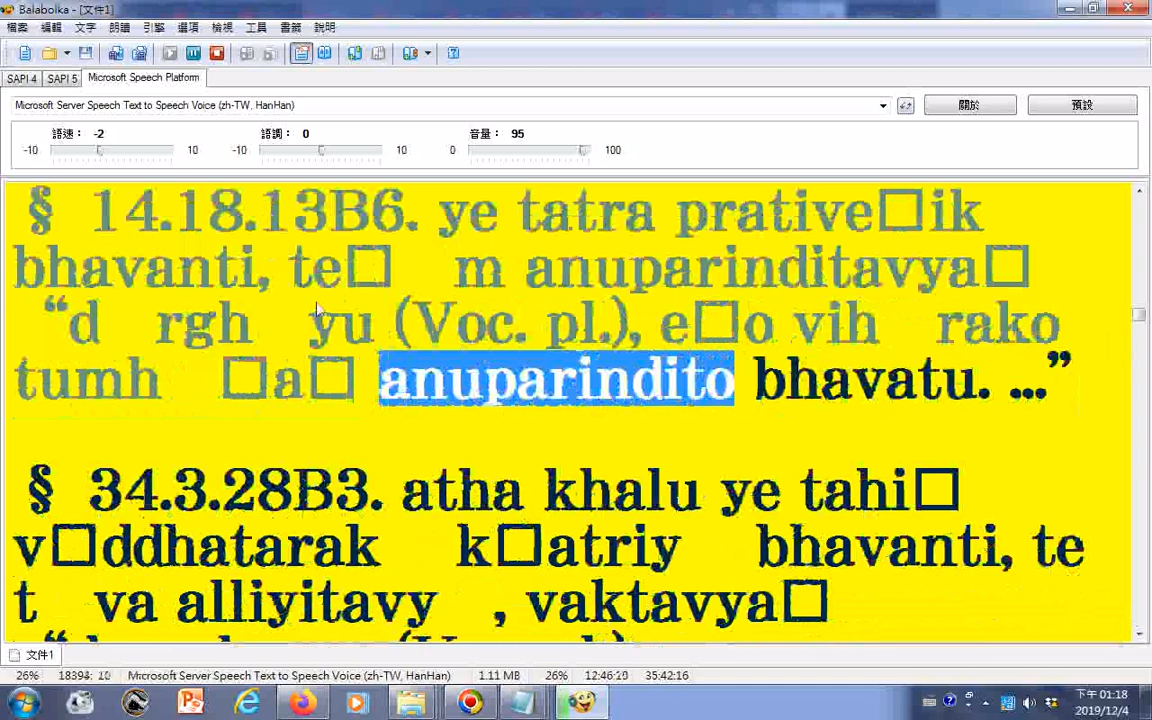 Balabolka - [文件1]
檔案 編輯 文字 朗讀 引擎 選項 檢視 工具 書籤 說明
SAPI 4 SAPI 5 Microsoft Speech Platform
Microsoft Server Speech Text to Speech Voice (zh-TW, HanHan) 關於 預設
語速： -2 語調： 0 音量： 95
-10 10 -10 10 0 100
§ 14.18.13B6. ye tatra prative□ik
bhavanti, te□ m anuparinditavya□
“d rgh yu (Voc. pl.), e□o vih rako
tumh □a□ anuparindito bhavatu. ...”
§ 34.3.28B3. atha khalu ye tahi□
v□ddhatarak k□atriy bhavanti, te
t va alliyitavy , vaktavya□
文件1
26% 18394: 10 Microsoft Server Speech Text to Speech Voice (zh-TW, HanHan) 1.11 MB 26% 12:46:18 35:42:16
下午 01:18
2019/12/4